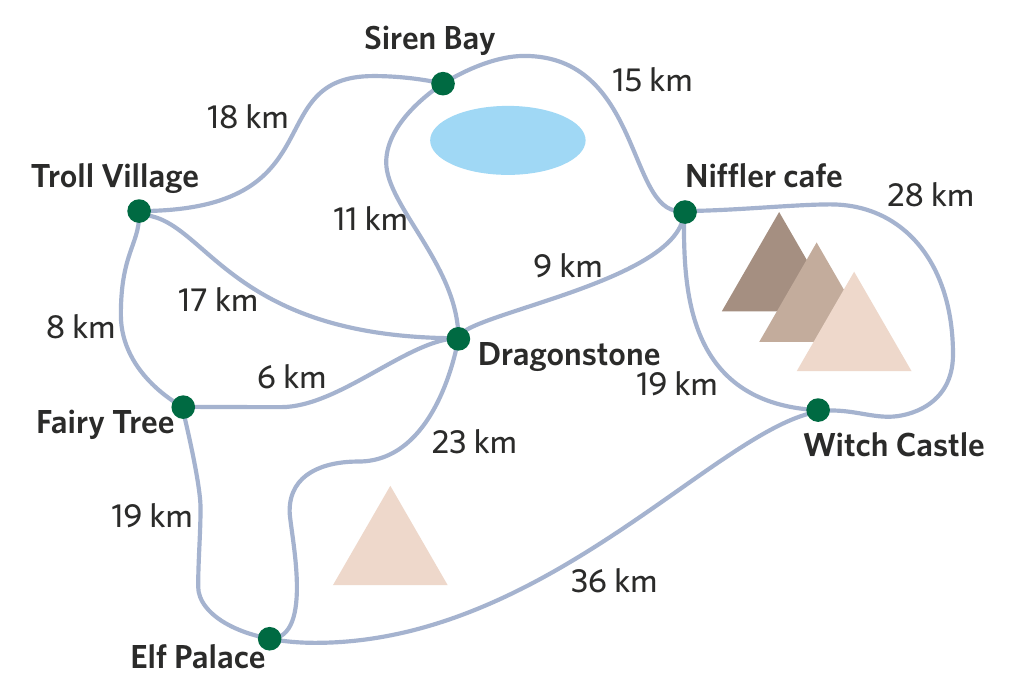 Siren Bay
15 km
18 km
Troll Village
Niffler cafe
28 km
11 km
9 km
17 km
8 km
Dragonstone
6 km
19 km
Fairy Tree
23 km
Witch Castle
19 km
36 km
Elf Palace